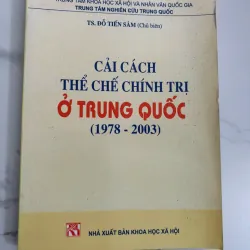 TRUNG TÂM KHOA HỌC XÃ HỘI VÀ NHÂN VĂN QUỐC GIA
TRUNG TÂM NGHIÊN CỨU TRUNG QUỐC
TS. ĐỖ TIẾN SÂM (Chủ biên)
CẢI CÁCH
THỂ CHẾ CHÍNH TRỊ
Ở TRUNG QUỐC
(1978 - 2003)
NHÀ XUẤT BẢN KHOA HỌC XÃ HỘI